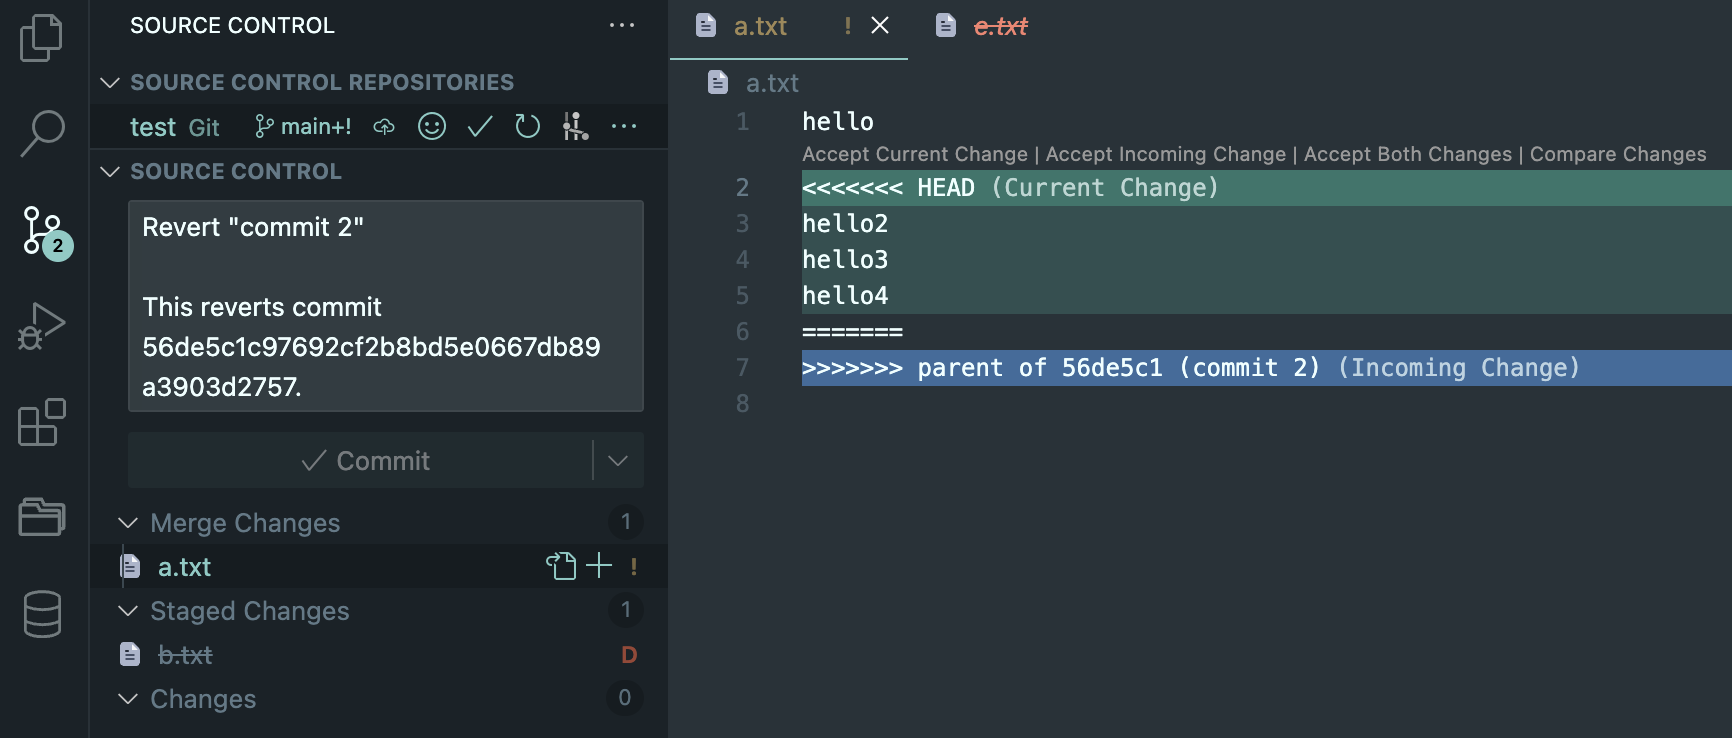 SOURCE CONTROL
SOURCE CONTROL REPOSITORIES
test Git main+!
SOURCE CONTROL
2
Revert "commit 2"
This reverts commit
56de5c1c97692cf2b8bd5e0667db89
a3903d2757.
Commit
Merge Changes 1
a.txt !
Staged Changes 1
b.txt D
Changes 0
a.txt ! e.txt
a.txt
1 hello
Accept Current Change | Accept Incoming Change | Accept Both Changes | Compare Changes
2 <<<<<<< HEAD (Current Change)
3 hello2
4 hello3
5 hello4
6 =======
7 >>>>>>> parent of 56de5c1 (commit 2) (Incoming Change)
8